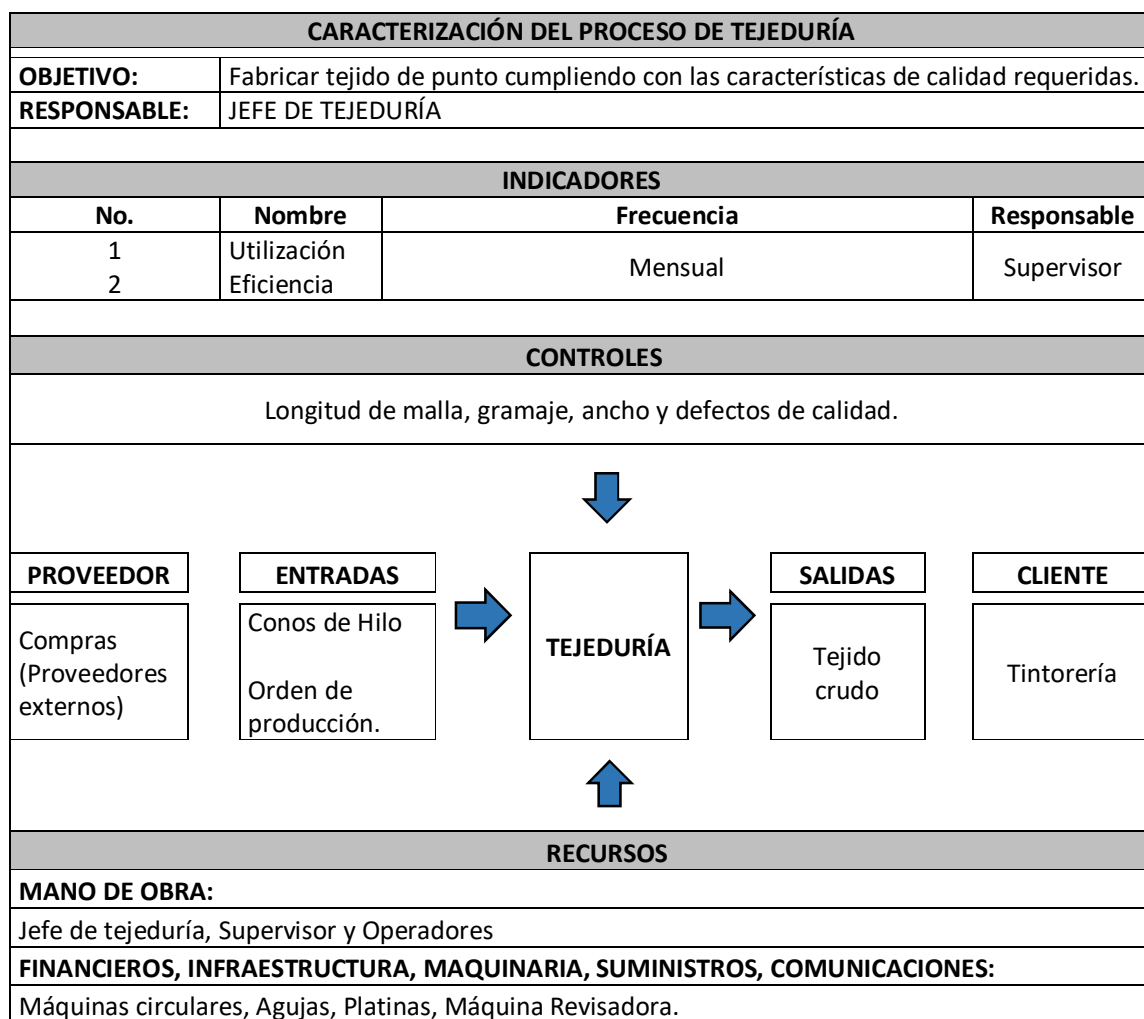 CARACTERIZACIÓN DEL PROCESO DE TEJEDURÍA
OBJETIVO: Fabricar tejido de punto cumpliendo con las características de calidad requeridas.
RESPONSABLE: JEFE DE TEJEDURÍA
INDICADORES
No. Nombre Frecuencia Responsable
1 Utilización
2 Eficiencia
Mensual
Supervisor
CONTROLES
Longitud de malla, gramaje, ancho y defectos de calidad.
PROVEEDOR
Compras
(Proveedores
externos)
ENTRADAS
Conos de Hilo
Orden de
producción.
TEJEDURÍA
SALIDAS
Tejido
crudo
CLIENTE
Tintorería
RECURSOS
MANO DE OBRA:
Jefe de tejeduría, Supervisor y Operadores
FINANCIEROS, INFRAESTRUCTURA, MAQUINARIA, SUMINISTROS, COMUNICACIONES:
Máquinas circulares, Agujas, Platinas, Máquina Revisadora.